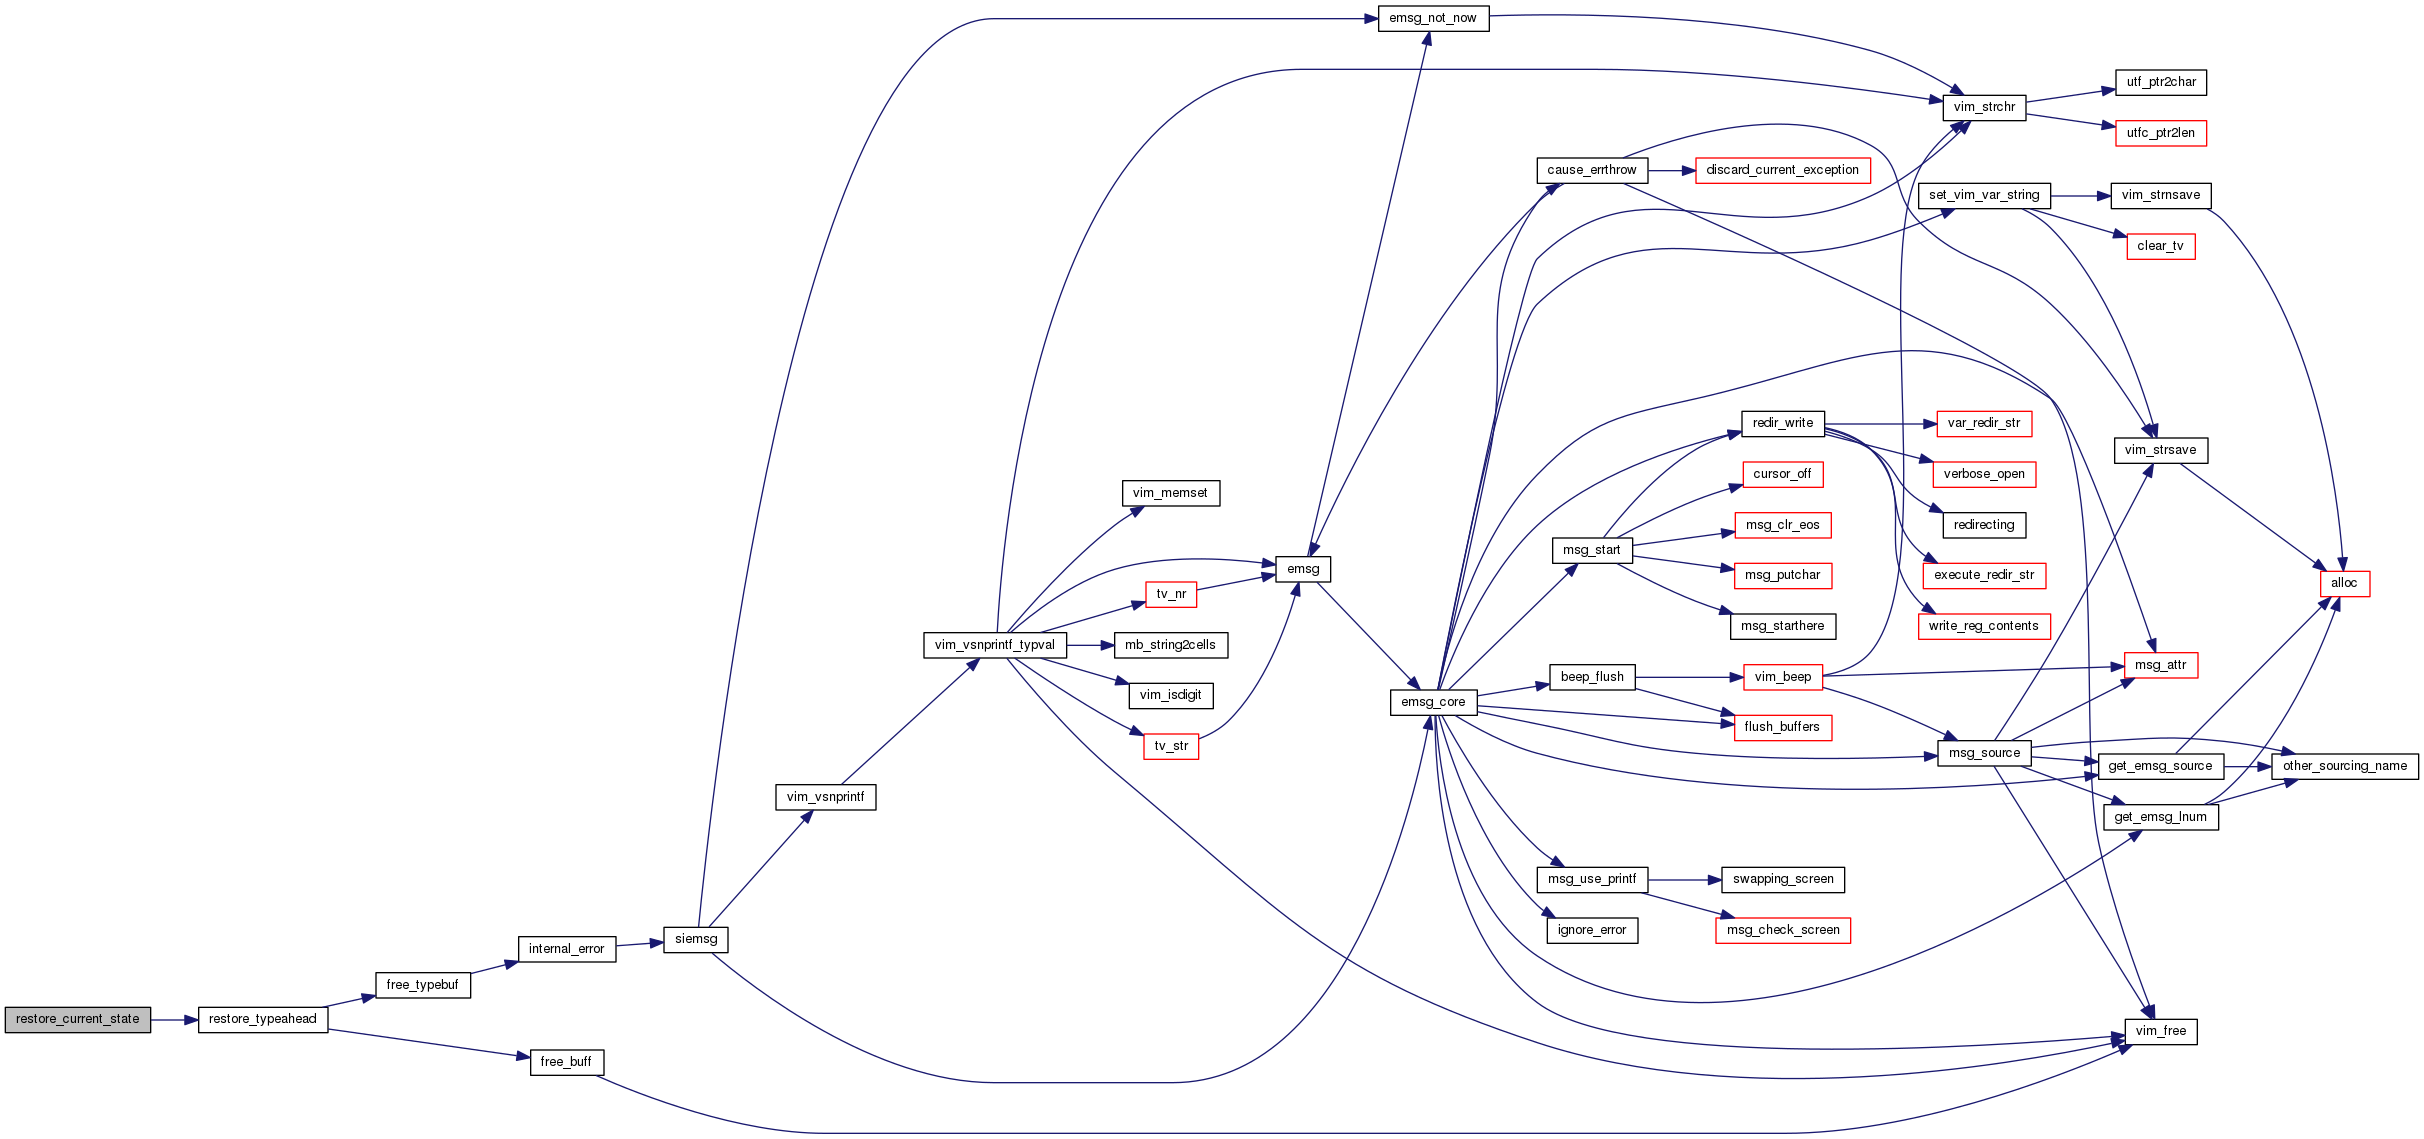 restore_current_state
restore_typeahead
free_typebuf
free_buff
internal_error
siemsg
vim_vsnprintf
vim_vsnprintf_typval
vim_memset
tv_nr
mb_string2cells
vim_isdigit
tv_str
emsg
emsg_not_now
emsg_core
cause_errthrow
discard_current_exception
msg_start
redir_write
cursor_off
msg_clr_eos
msg_putchar
msg_starthere
beep_flush
vim_beep
flush_buffers
msg_use_printf
swapping_screen
ignore_error
msg_check_screen
vim_strchr
utf_ptr2char
utfc_ptr2len
set_vim_var_string
vim_strnsave
clear_tv
var_redir_str
verbose_open
redirecting
execute_redir_str
write_reg_contents
vim_strsave
alloc
msg_attr
msg_source
get_emsg_source
other_sourcing_name
get_emsg_lnum
vim_free